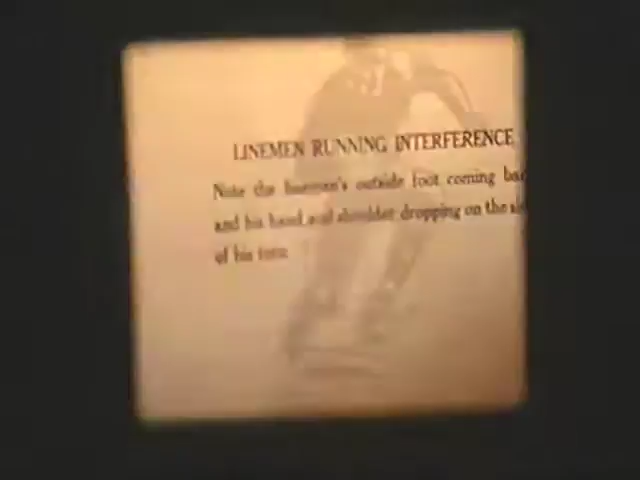 LINEMEN RUNNING INTERFERENCE
Note the lineman's outside foot coming
and his hand and shoulder dropping on the
of his turn